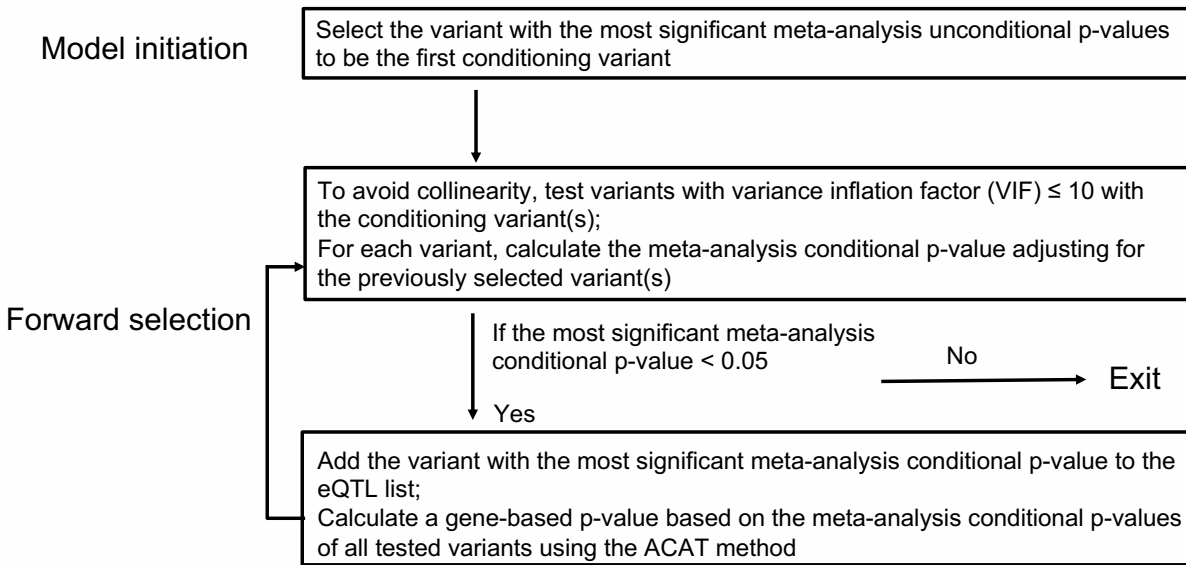 Model initiation
Select the variant with the most significant meta-analysis unconditional p-values
to be the first conditioning variant
To avoid collinearity, test variants with variance inflation factor (VIF) ≤ 10 with
the conditioning variant(s);
For each variant, calculate the meta-analysis conditional p-value adjusting for
the previously selected variant(s)
Forward selection
If the most significant meta-analysis
conditional p-value < 0.05
No
Exit
Yes
Add the variant with the most significant meta-analysis conditional p-value to the
eQTL list;
Calculate a gene-based p-value based on the meta-analysis conditional p-values
of all tested variants using the ACAT method